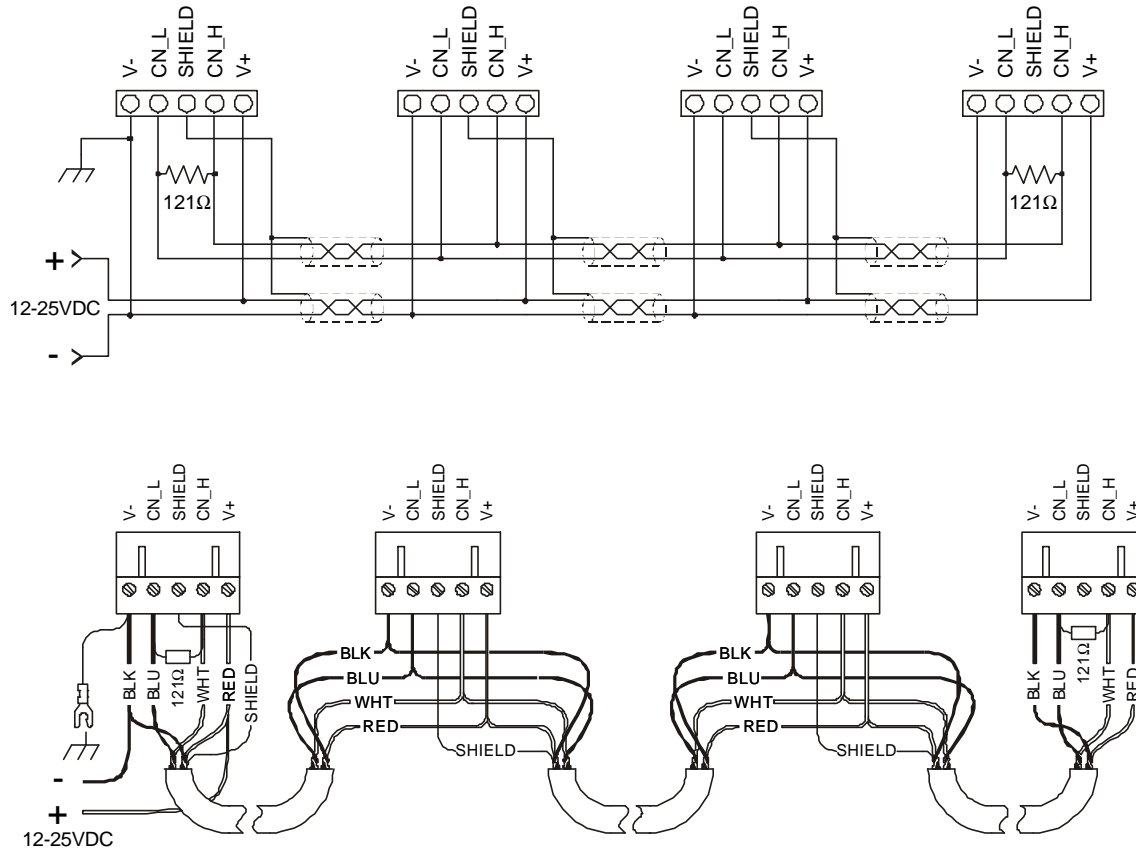 V- CN_L SHIELD CN_H V+
V- CN_L SHIELD CN_H V+
V- CN_L SHIELD CN_H V+
V- CN_L SHIELD CN_H V+
121Ω
121Ω
+
12-25VDC
-
V- CN_L SHIELD CN_H V+
V- CN_L SHIELD CN_H V+
V- CN_L SHIELD CN_H V+
V- CN_L SHIELD CN_H V+
BLK BLU 121Ω WHT RED SHIELD
BLK
BLU
WHT
RED
SHIELD
BLK
BLU
WHT
RED
SHIELD
BLK BLU 121Ω WHT RED
-
+
12-25VDC